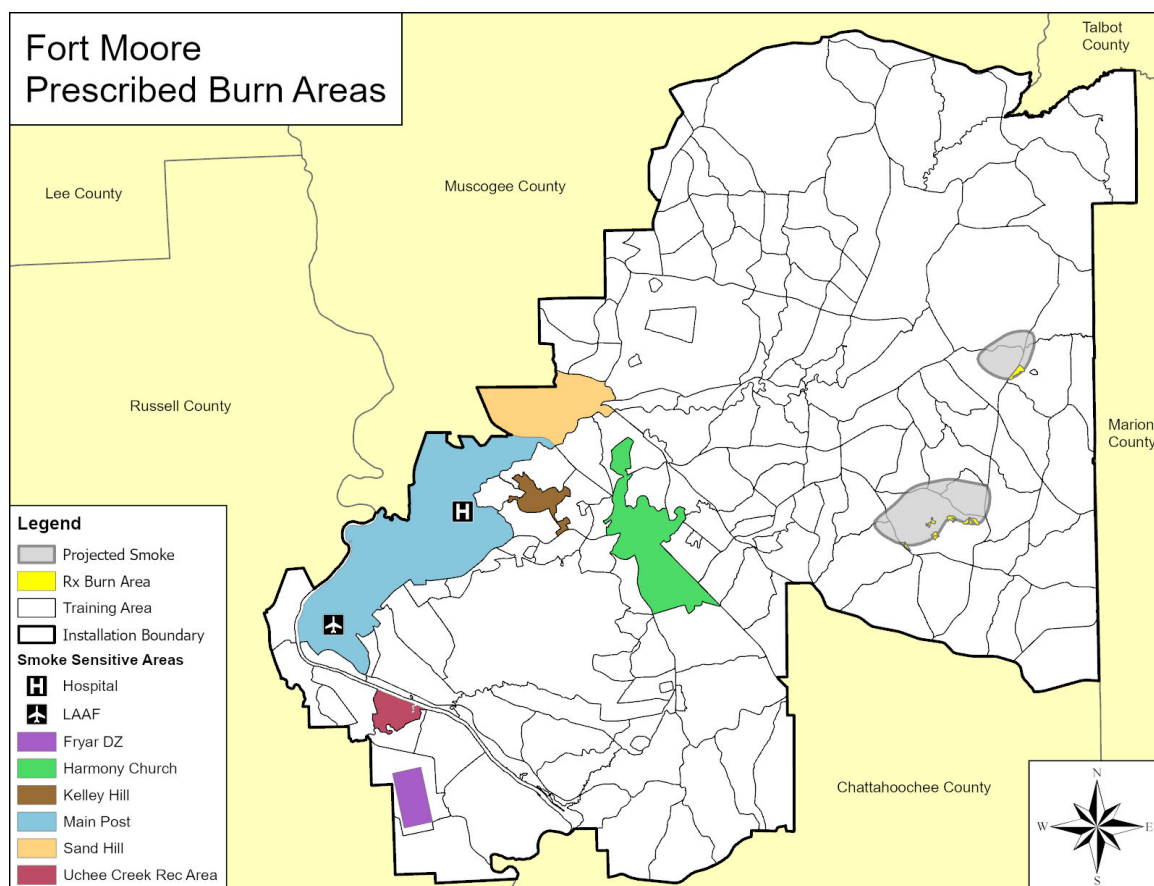 Fort Moore
Prescribed Burn Areas
Talbot
County
Lee County
Muscogee County
Russell County
Marion
County
H
Chattahoochee County
Legend
Projected Smoke
Rx Burn Area
Training Area
Installation Boundary
Smoke Sensitive Areas
H Hospital
LAAF
Fryar DZ
Harmony Church
Kelley Hill
Main Post
Sand Hill
Uchee Creek Rec Area
N
W E
S